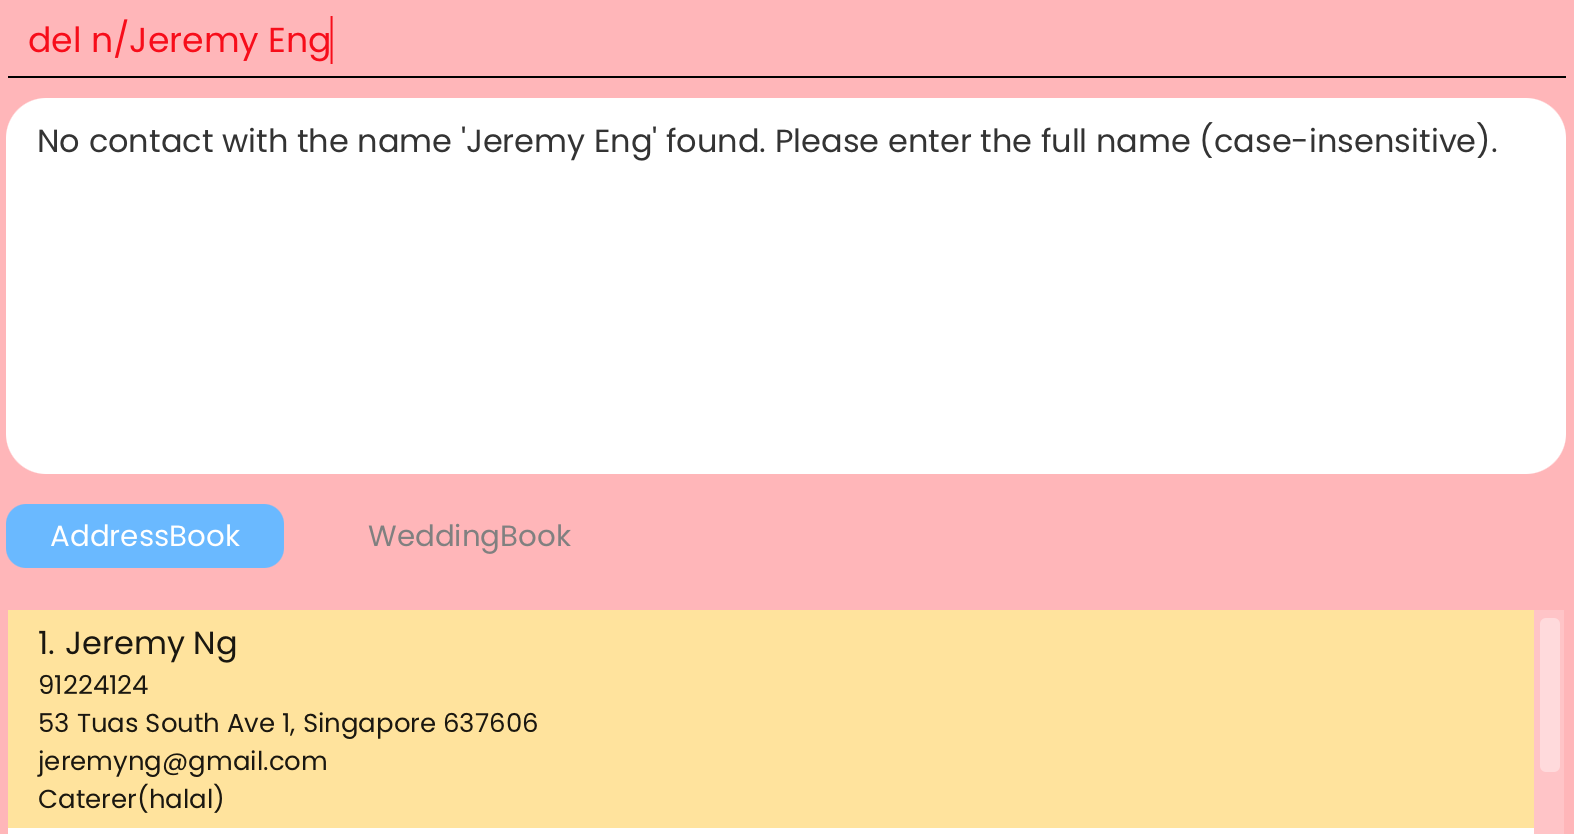 del n/Jeremy Eng
No contact with the name 'Jeremy Eng' found. Please enter the full name (case-insensitive).
AddressBook
WeddingBook
1. Jeremy Ng
91224124
53 Tuas South Ave 1, Singapore 637606
jeremyng@gmail.com
Caterer(halal)